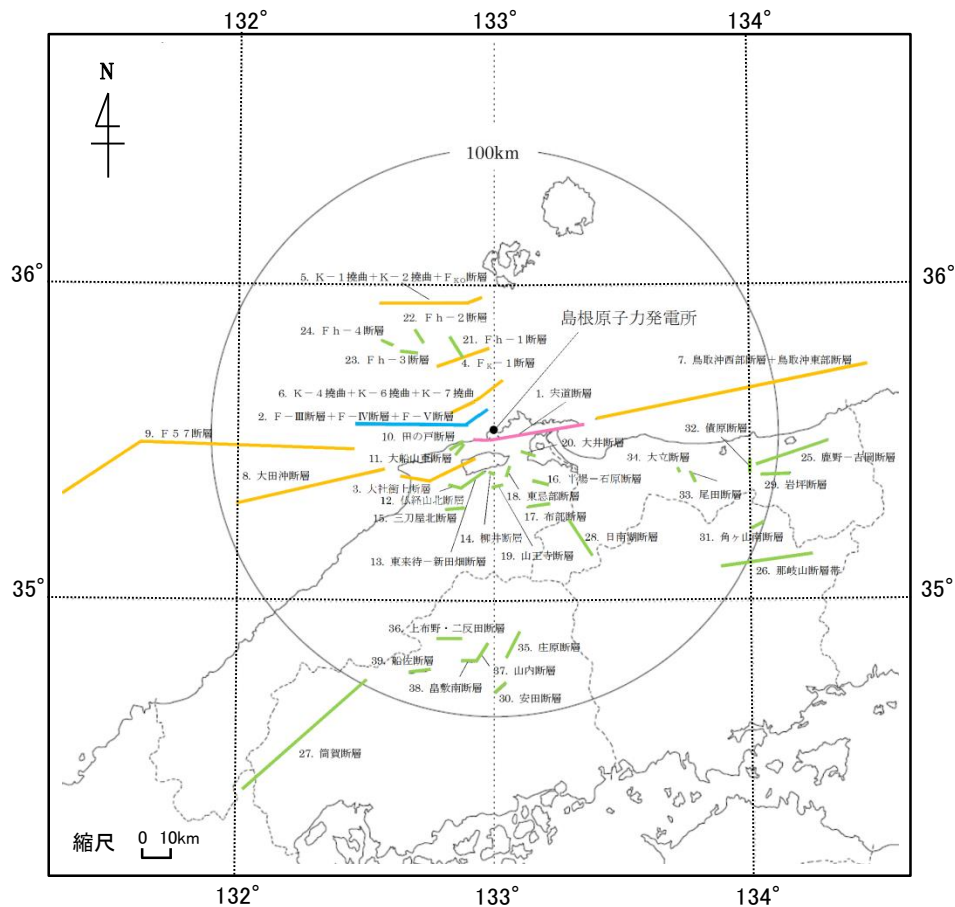 132°
133°
134°
N
100km
36°
36°
5. K－1撓曲＋K－2撓曲＋FKO断層
22. Fh－2断層
島根原子力発電所
24. Fh－4断層
21. Fh－1断層
23. Fh－3断層
4. FK－1断層
7. 鳥取沖西部断層＋鳥取沖東部断層
6. K－4撓曲＋K－6撓曲＋K－7撓曲
1. 宍道断層
2. F－Ⅲ断層＋F－Ⅳ断層＋F－Ⅴ断層
32.
9. F57断層
10. 田の戸断層
20. 大井断層
11. 大船山東断層
34. 大立断層
25. 鹿野－吉岡断層
8. 大田沖断層
16.
29. 岩坪断層
3. 大社衝上断層
12. 仏経山北断層
18. 東忌部断層
33. 尾田断層
15. 三刀屋北断層
17. 布部断層
14. 柳井断層
28. 日南湖断層
31. 角ヶ山南断層
13. 東来待－新田畑断層
19. 山王寺断層
26. 那岐山断層帯
35°
35°
36. 上布野・二反田断層
35. 庄原断層
39. 船佐断層
37. 山内断層
38. 畠敷南断層
30. 安田断層
27. 筒賀断層
縮尺 0 10km
132°
133°
134°